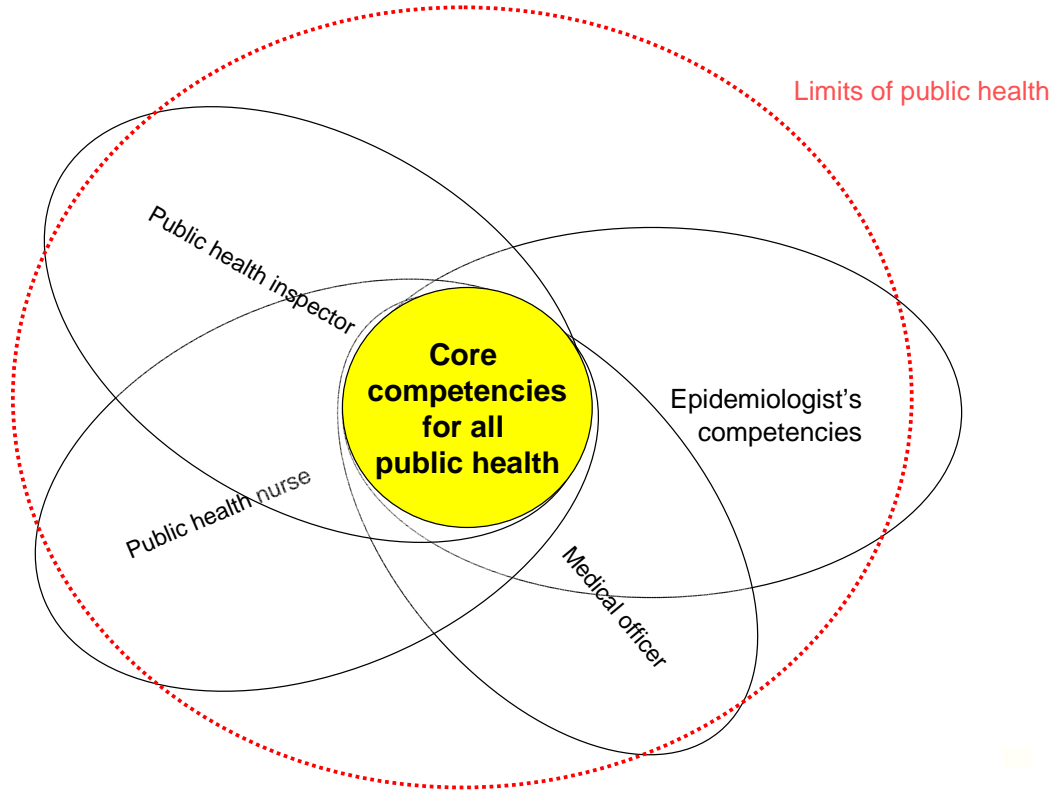 Limits of public health
Public health inspector
Core
competencies
for all
public health
Epidemiologist's
competencies
Public health nurse
Medical officer